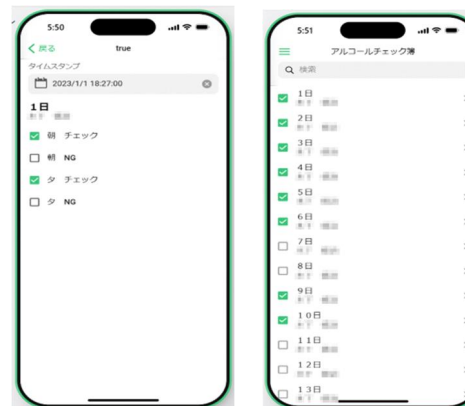 5:50
戻る
true
タイムスタンプ
2023/1/1 18:27:00
1日
朝 チェック
朝 NG
夕 チェック
夕 NG
5:51
アルコールチェック簿
検索
1日
2日
3日
4日
5日
6日
7日
8日
9日
10日
11日
12日
13日